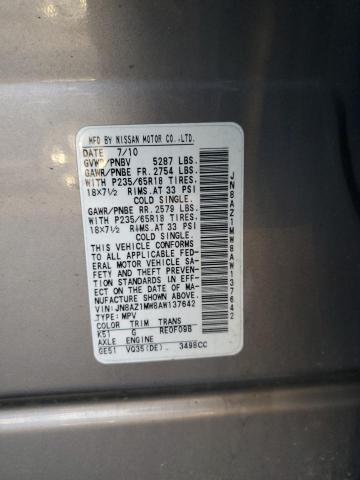 MFD BY NISSAN MOTOR CO.,LTD.
DATE 7/10
GVWR/PNBV 5287 LBS.
GAWR/PNBE FR. 2754 LBS.
WITH P235/65R18 TIRES.
18×7½ RIMS.AT 33 PSI
COLD SINGLE.
GAWR/PNBE RR. 2579 LBS.
WITH P235/65R18 TIRES.
18×7½ RIMS.AT 33 PSI
COLD SINGLE.
THIS VEHICLE CONFORMS
TO ALL APPLICABLE FED-
ERAL MOTOR VEHICLE SA-
FETY AND THEFT PREVEN-
TION STANDARDS IN EFF-
ECT ON THE DATE OF MA-
NUFACTURE SHOWN ABOVE.
VIN:JN8AZ1MW8AW137642
TYPE:MPV
COLOR TRIM TRANS
K51 G RE0F09B
AXLE ENGINE
GE51 VQ35(DE) 3498CC
JN8AZ1MW8AW137642